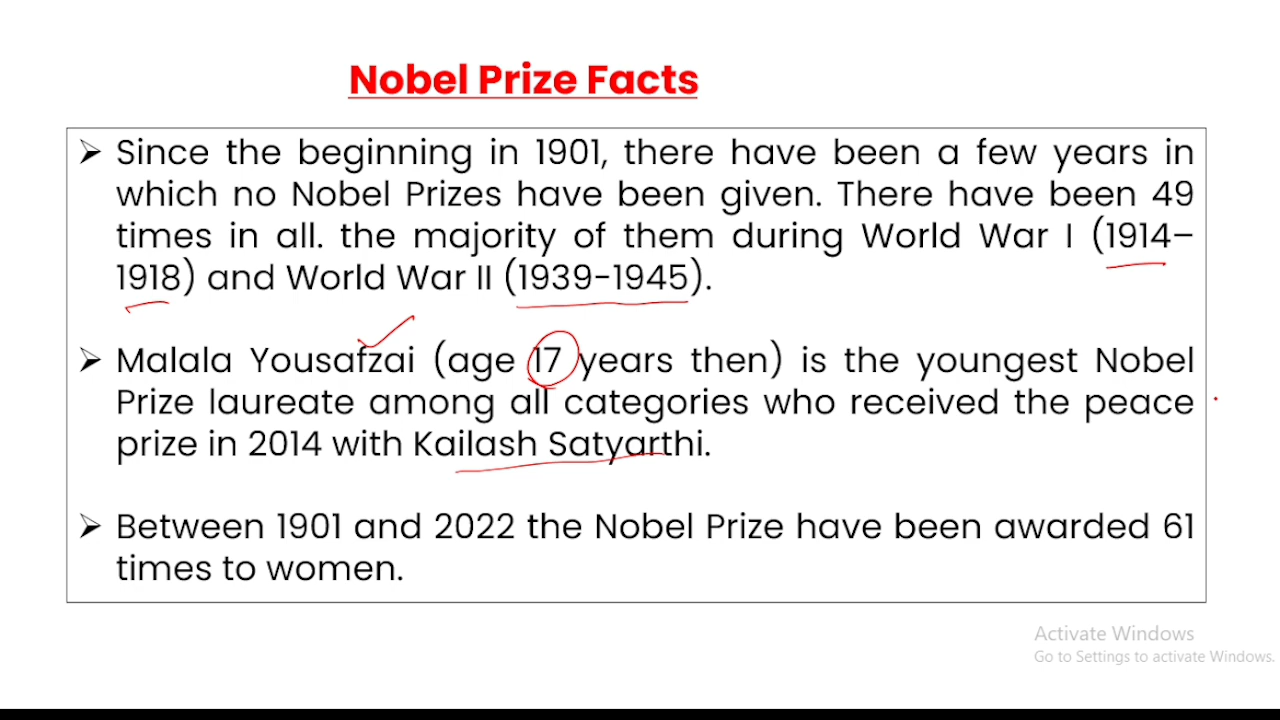 Nobel Prize Facts
➢ Since the beginning in 1901, there have been a few years in
which no Nobel Prizes have been given. There have been 49
times in all. the majority of them during World War I (1914–
1918) and World War II (1939-1945).
➢ Malala Yousafzai (age 17 years then) is the youngest Nobel
Prize laureate among all categories who received the peace
prize in 2014 with Kailash Satyarthi.
➢ Between 1901 and 2022 the Nobel Prize have been awarded 61
times to women.
Activate Windows
Go to Settings to activate Windows.